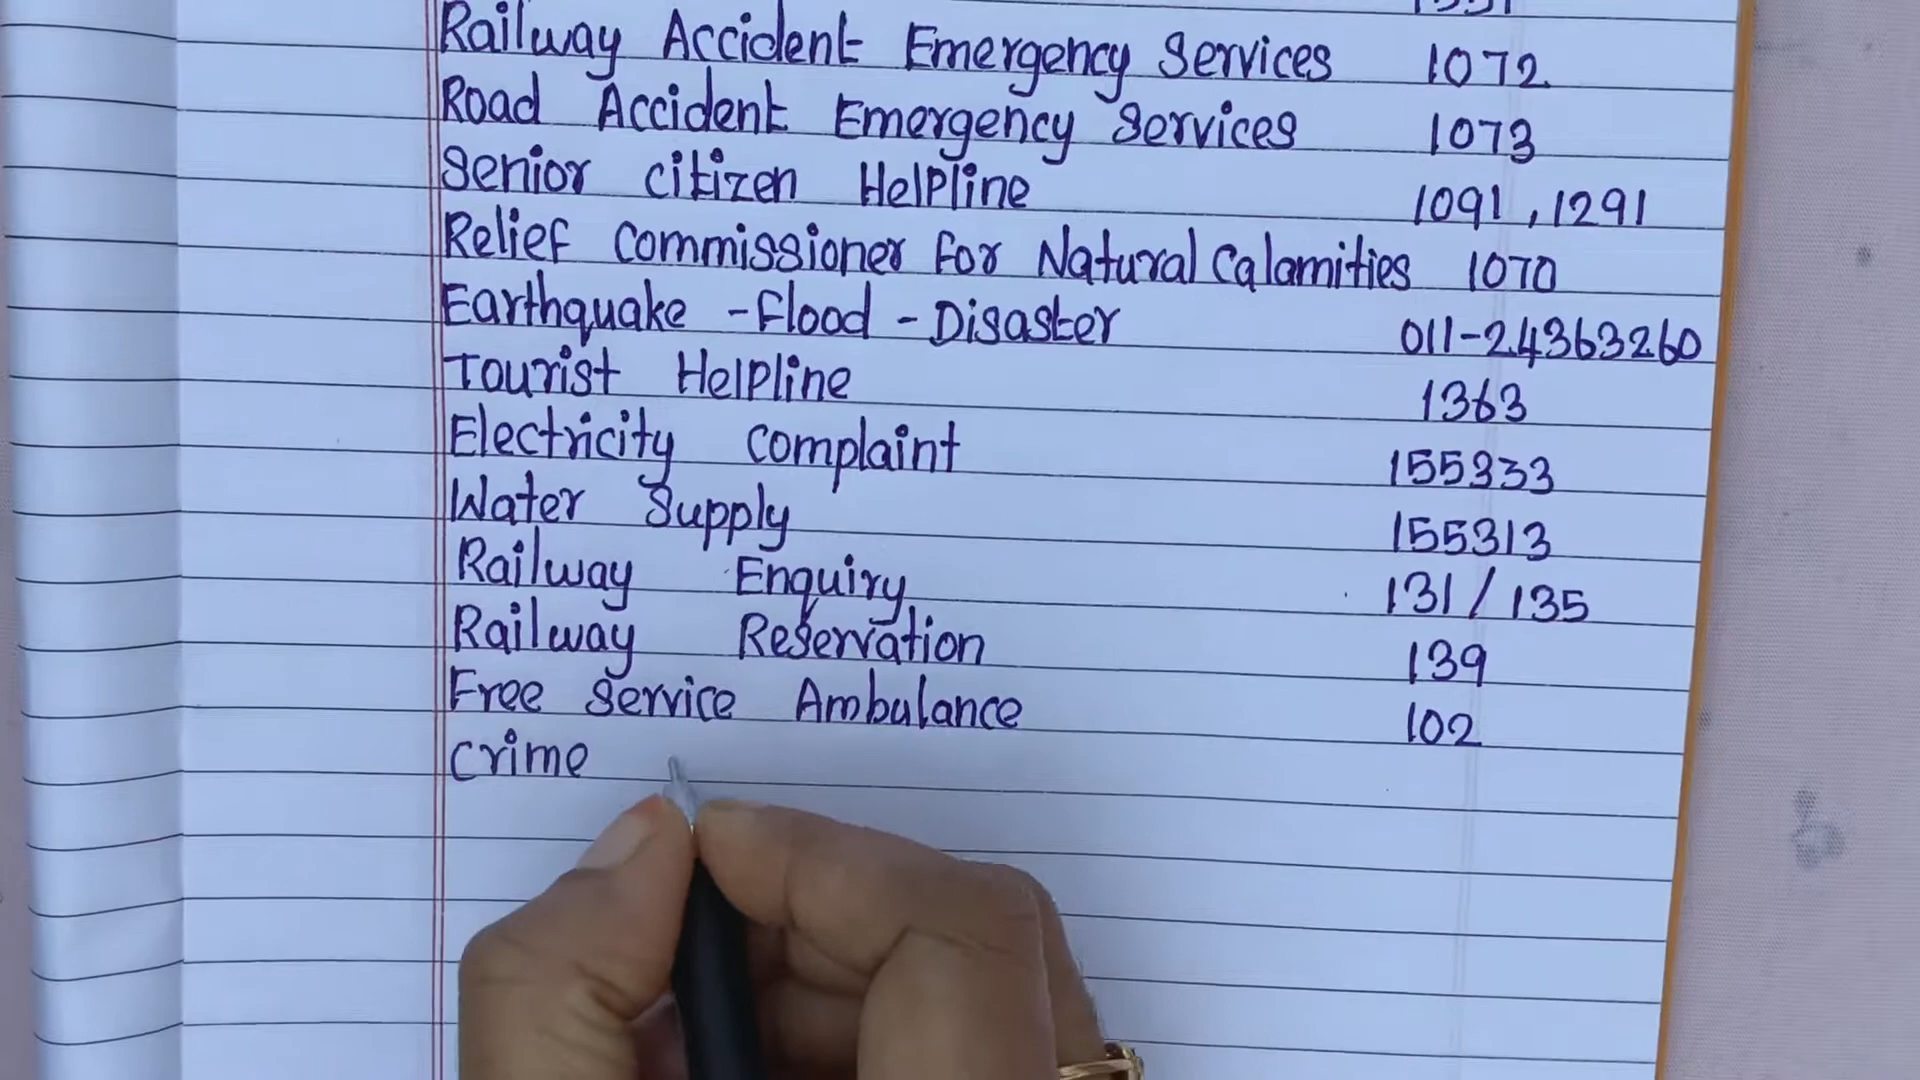 Railway Accident Emergency Services 1072
Road Accident Emergency Services 1073
Senior citizen Helpline 1091, 1291
Relief commissioner for Natural Calamities 1070
Earthquake - Flood - Disaster 011-24363260
Tourist Helpline 1363
Electricity complaint 155333
Water Supply 155313
Railway Enquiry 131/135
Railway Reservation 139
Free service Ambulance 102
crime